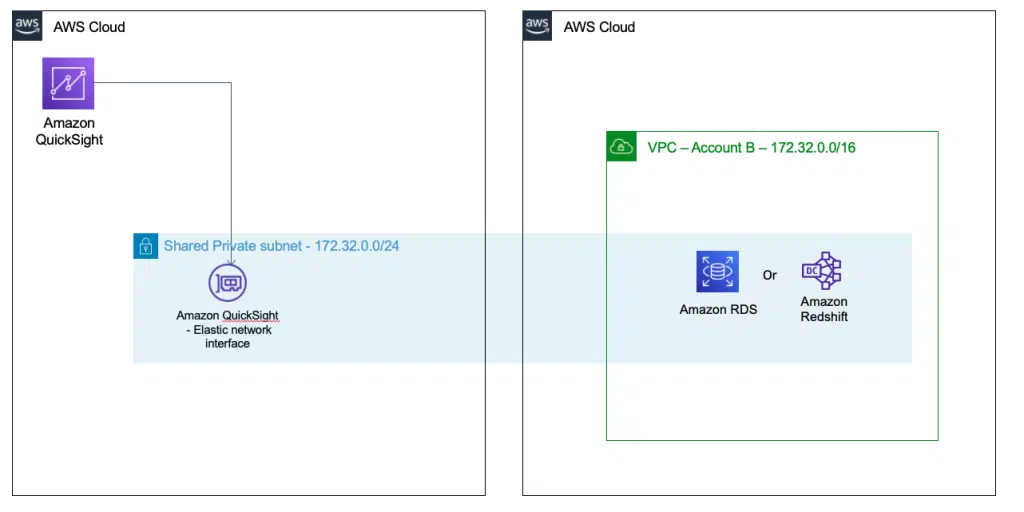 aws
AWS Cloud
Amazon
QuickSight
Shared Private subnet - 172.32.0.0/24
Amazon QuickSight
- Elastic network
interface
aws
AWS Cloud
VPC – Account B – 172.32.0.0/16
Amazon RDS
Or
DC
Amazon
Redshift